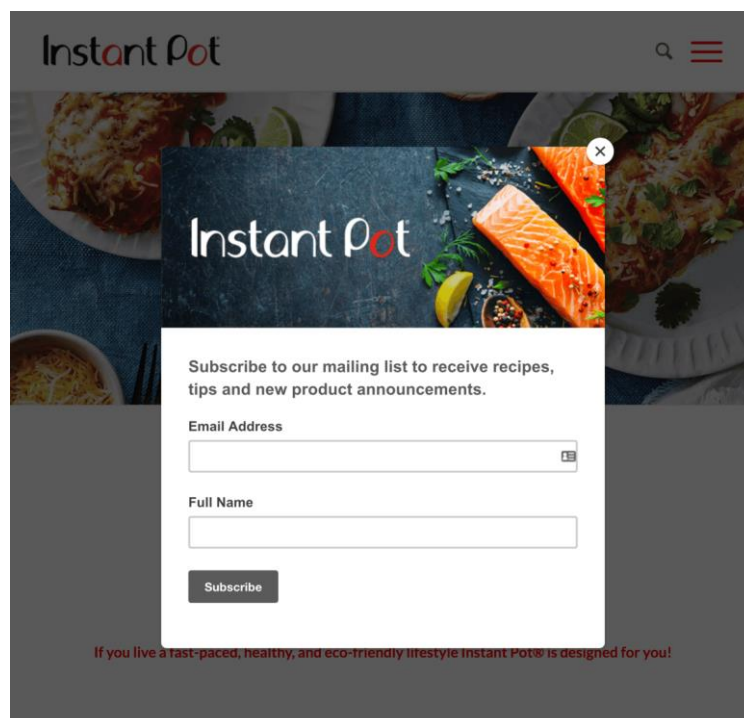 Instant Pot
Instant Pot
Subscribe to our mailing list to receive recipes,
tips and new product announcements.
Email Address
Full Name
Subscribe
If you live a fast-paced, healthy, and eco-friendly lifestyle Instant Pot® is designed for you!